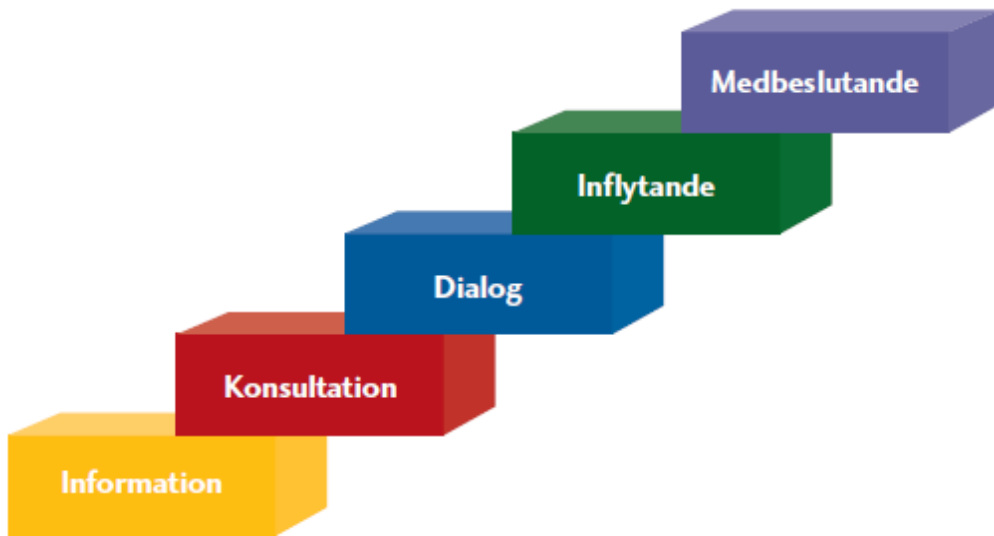 Medbeslutande
Inflytande
Dialog
Konsultation
Information